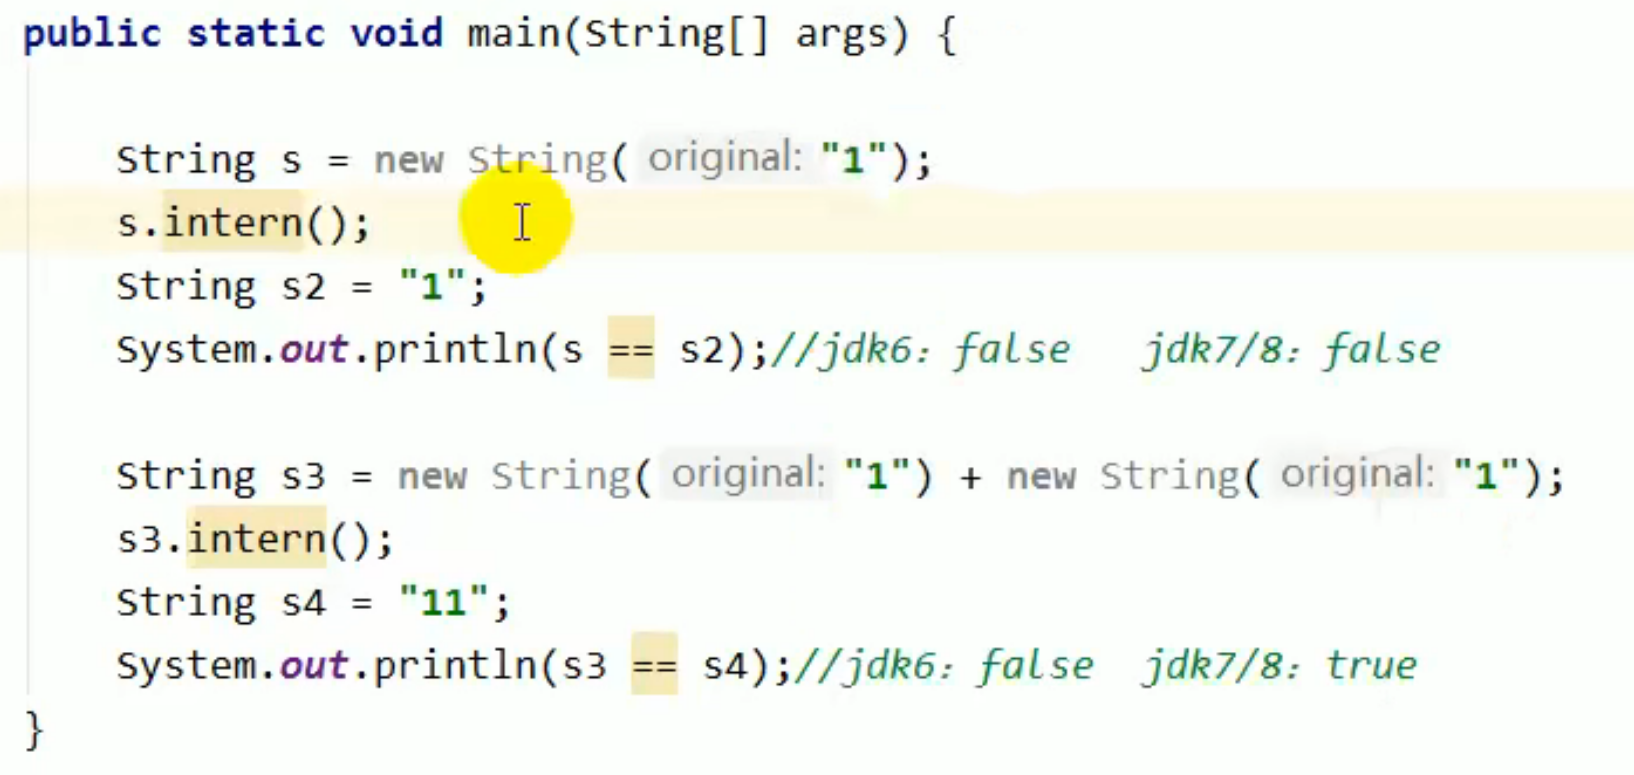 public static void main(String[] args) {
String s = new String( original: "1");
s.intern();
String s2 = "1";
System.out.println(s == s2);//jdk6：false   jdk7/8：false
String s3 = new String( original: "1") + new String( original: "1");
s3.intern();
String s4 = "11";
System.out.println(s3 == s4);//jdk6：false  jdk7/8：true
}